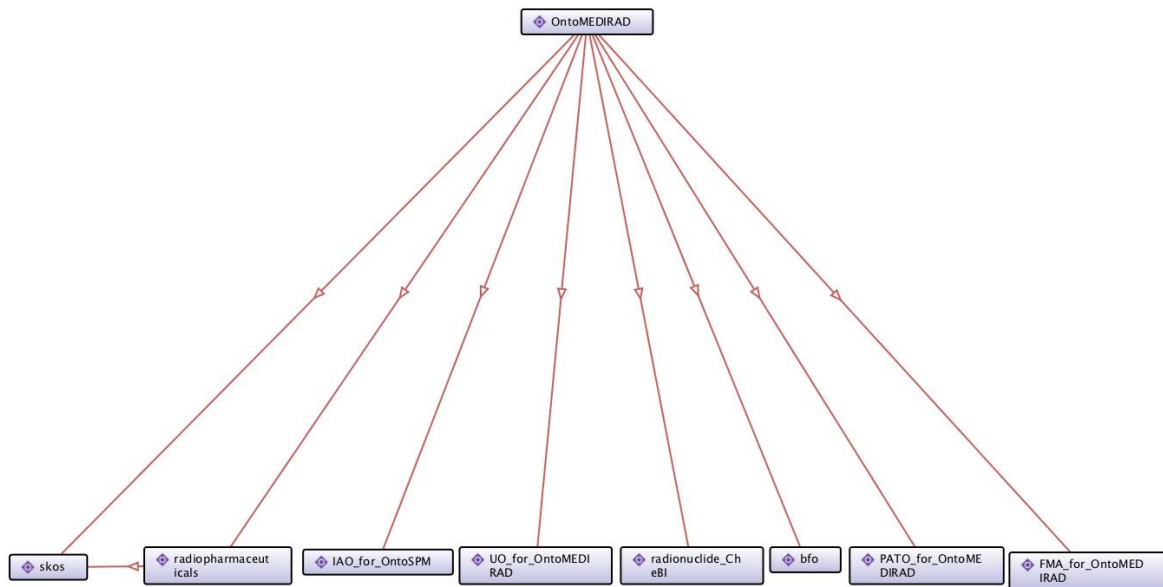 OntoMEDIRAD
skos
radiopharmaceut
icals
IAO_for_OntoSPM
UO_for_OntoMEDI
RAD
radionuclide_Ch
eBI
bfo
PATO_for_OntoME
DIRAD
FMA_for_OntoMED
IRAD